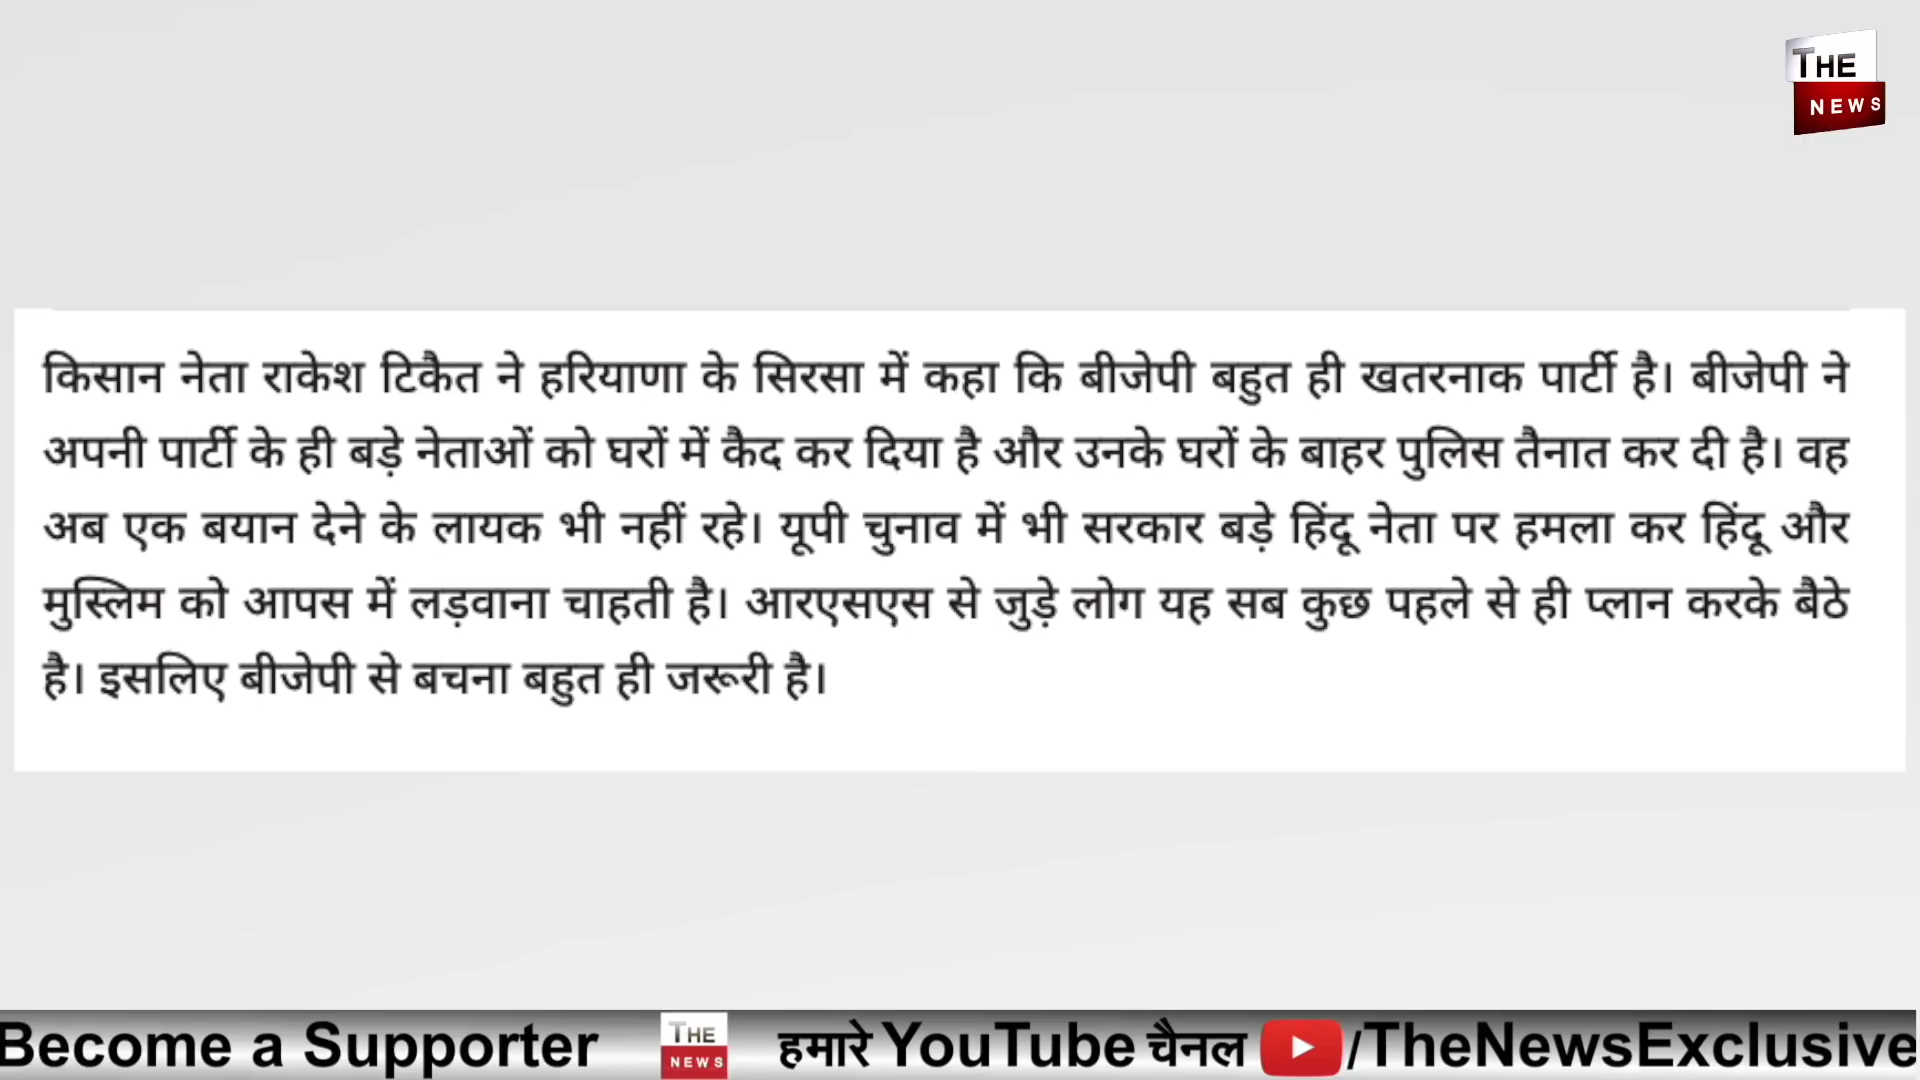 THE
NEWS
किसान नेता राकेश टिकैत ने हरियाणा के सिरसा में कहा कि बीजेपी बहुत ही खतरनाक पार्टी है। बीजेपी ने
अपनी पार्टी के ही बड़े नेताओं को घरों में कैद कर दिया है और उनके घरों के बाहर पुलिस तैनात कर दी है। वह
अब एक बयान देने के लायक भी नहीं रहे। यूपी चुनाव में भी सरकार बड़े हिंदू नेता पर हमला कर हिंदू और
मुस्लिम को आपस में लड़वाना चाहती है। आरएसएस से जुड़े लोग यह सब कुछ पहले से ही प्लान करके बैठे
है। इसलिए बीजेपी से बचना बहुत ही जरूरी है।
Become a Supporter THE NEWS हमारे YouTube चैनल /TheNewsExclusive